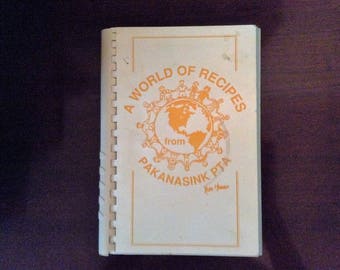 A WORLD OF RECIPES
from
PAKANASINK PTA